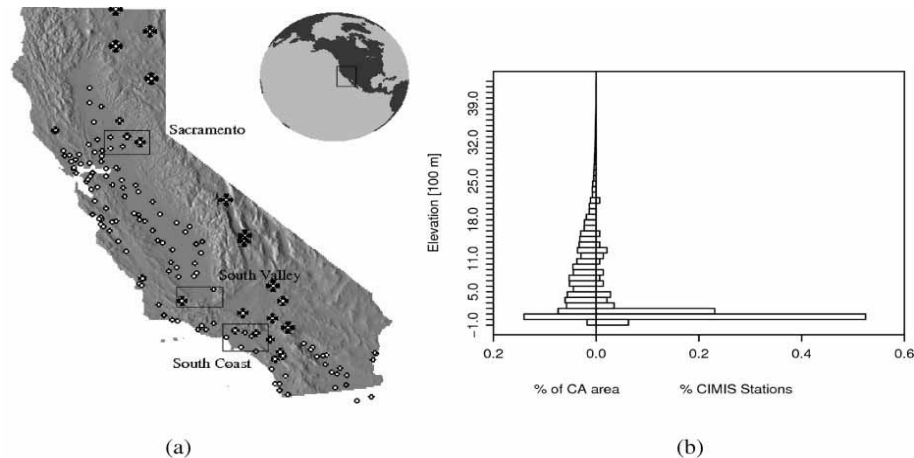 Sacramento
South Valley
South Coast
(a)
Elevation [100 m]
39.0
32.0
25.0
18.0
11.0
5.0
−1.0
0.2 0.0 0.2 0.4 0.6
% of CA area % CIMIS Stations
(b)